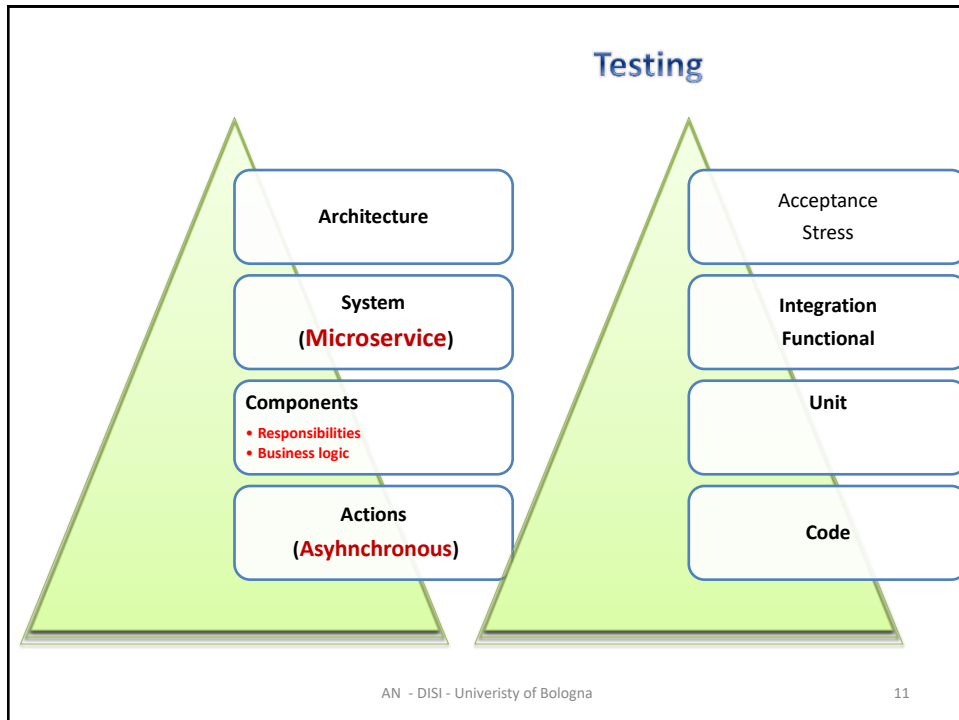 Testing
Architecture
System
(Microservice)
Components
• Responsibilities
• Business logic
Actions
(Asyhnchronous)
Acceptance
Stress
Integration
Functional
Unit
Code
AN - DISI - Univeristy of Bologna
11